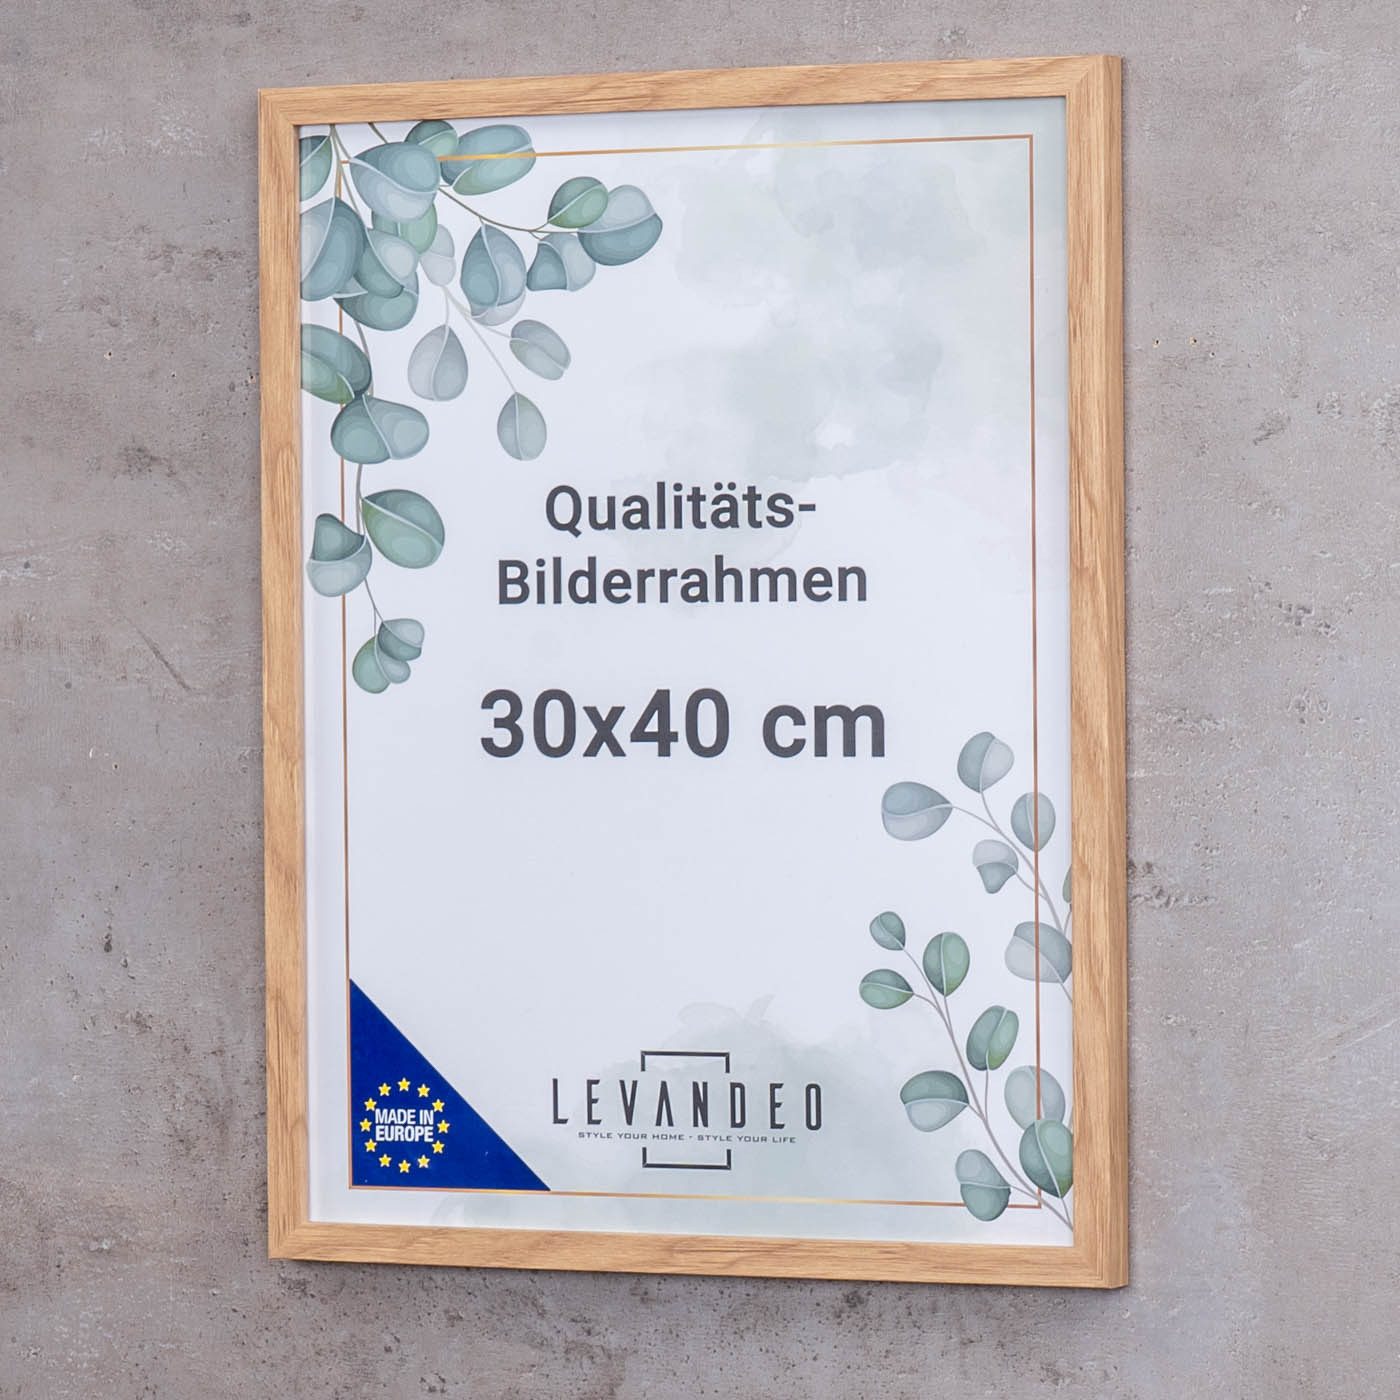 Qualitäts-
Bilderrahmen
30x40 cm
MADE IN
EUROPE
LEVANDEO
STYLE YOUR HOME - STYLE YOUR LIFE